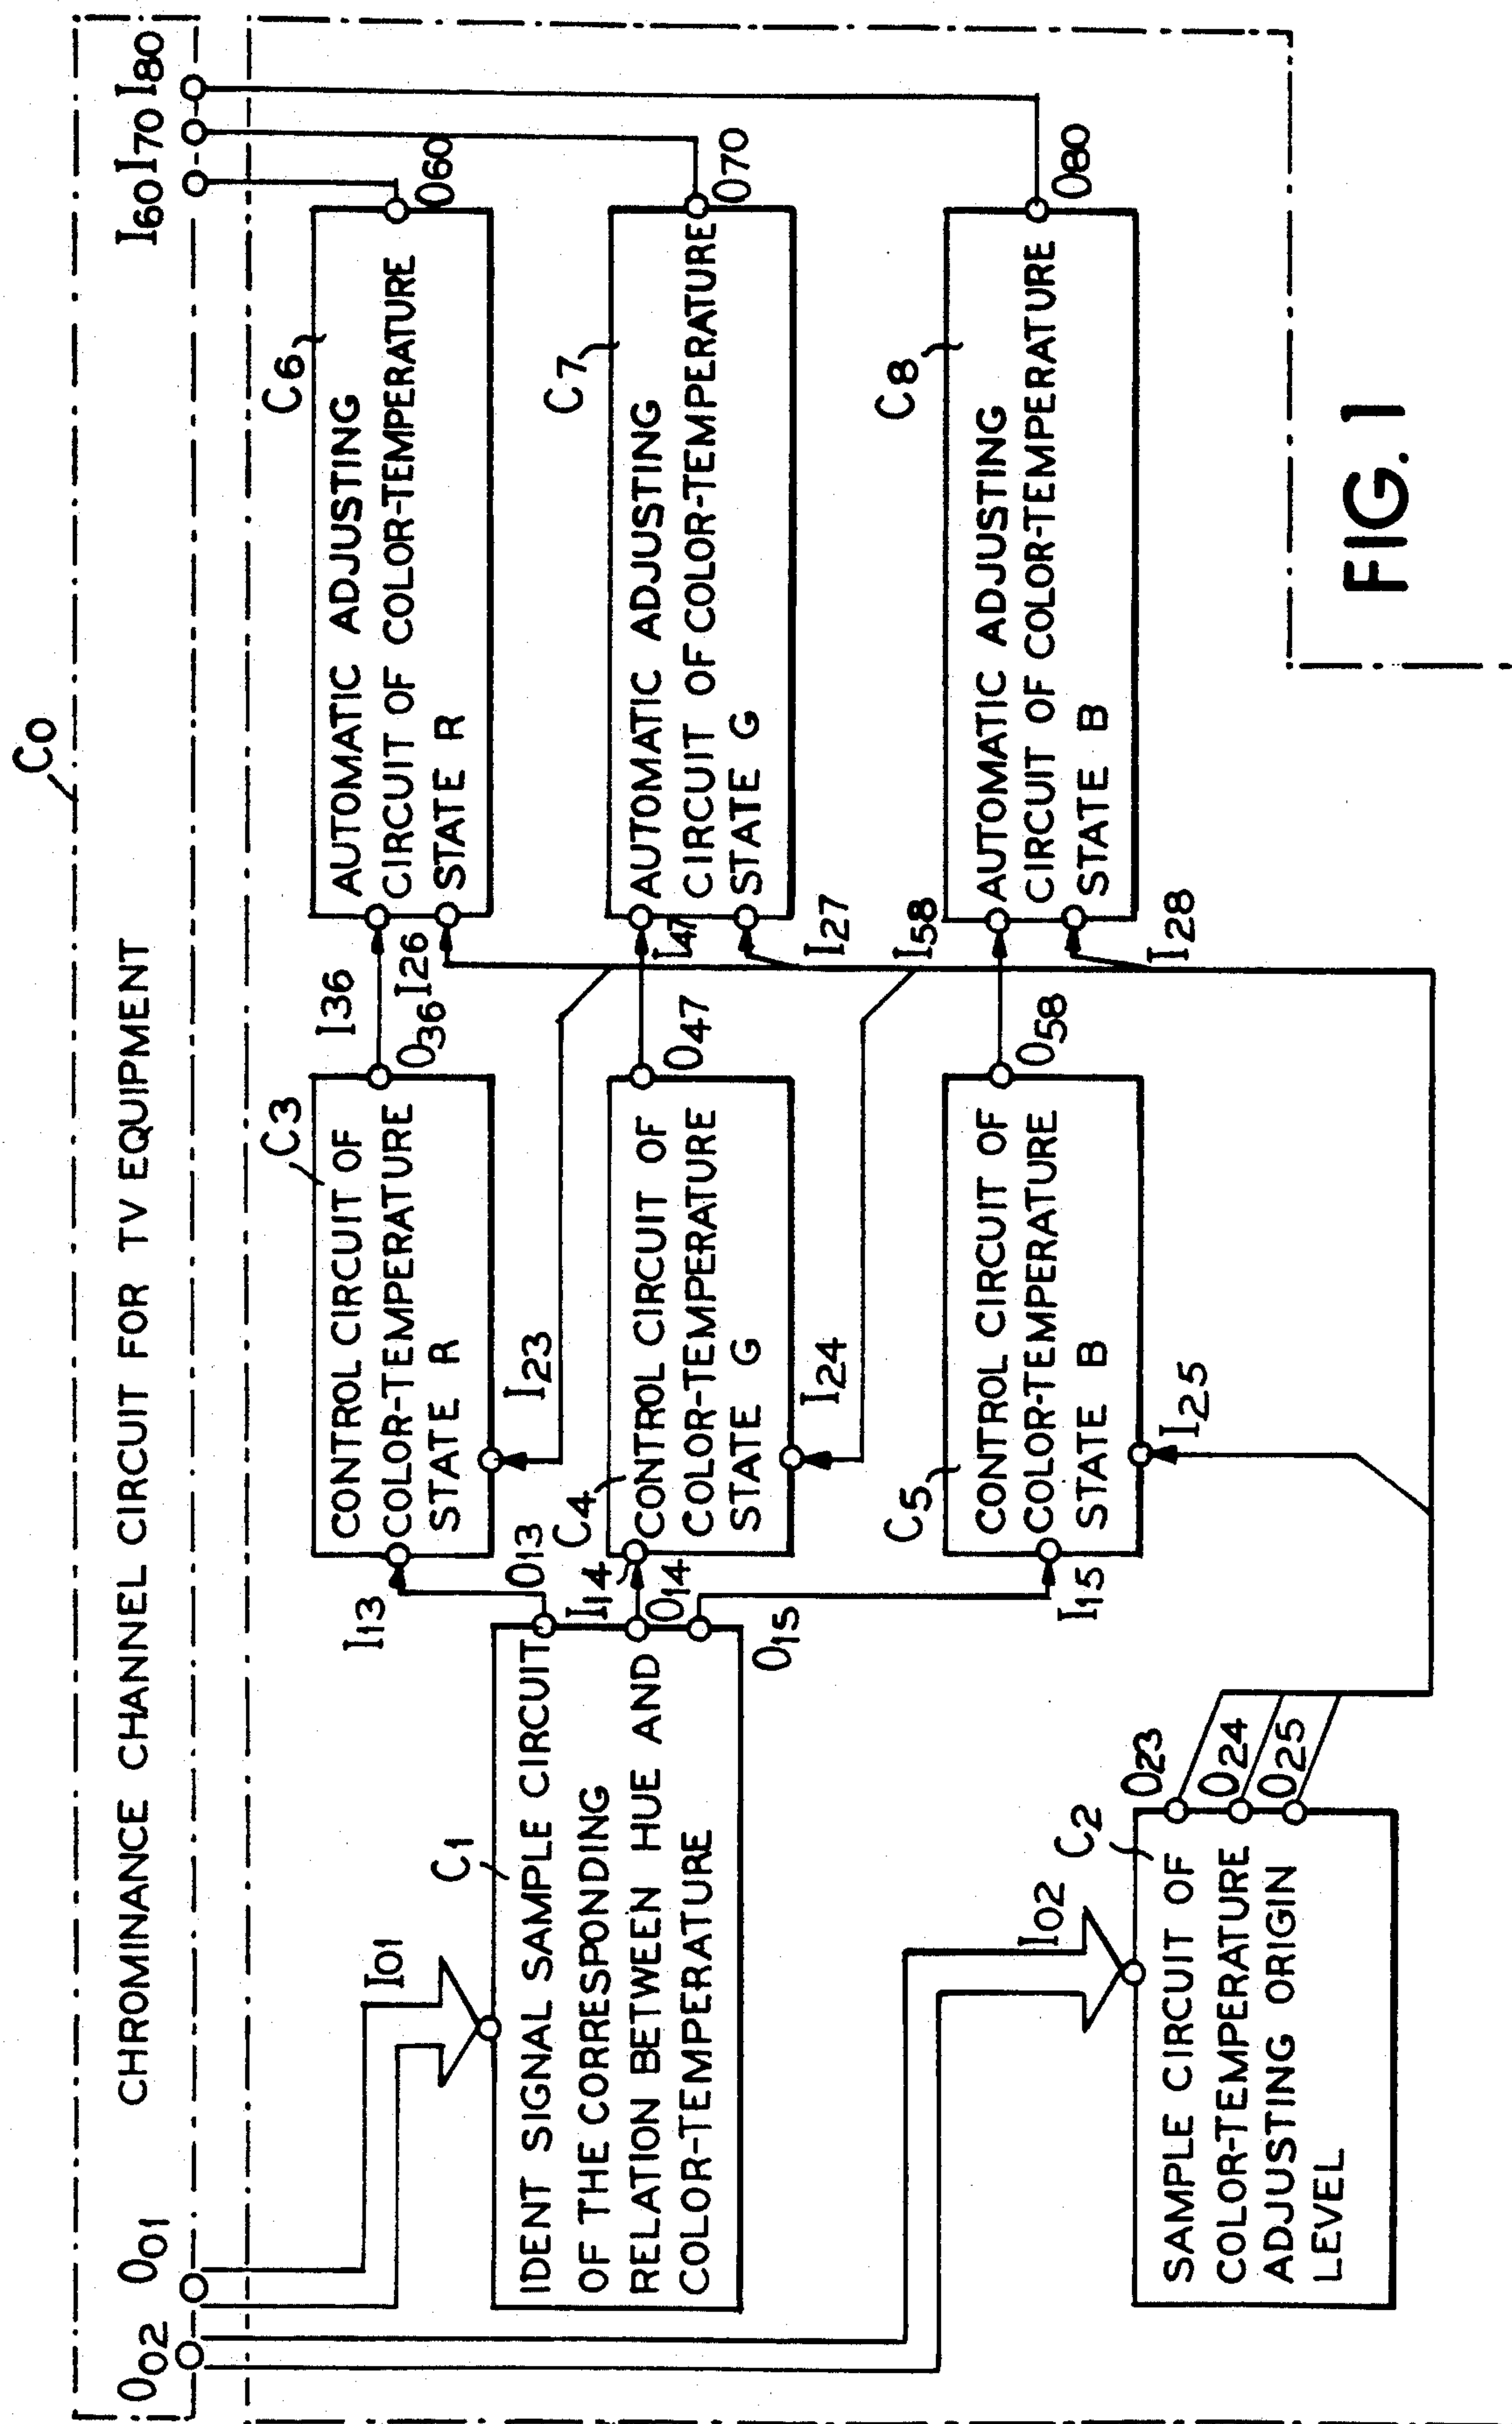 C0
CHROMINANCE CHANNEL CIRCUIT FOR TV EQUIPMENT
O02
O01
I60
I70
I80
I01
C1
IDENT SIGNAL SAMPLE CIRCUIT
OF THE CORRESPONDING
RELATION BETWEEN HUE AND
COLOR-TEMPERATURE
O13
O14
O15
I02
C2
SAMPLE CIRCUIT OF
COLOR-TEMPERATURE
ADJUSTING ORIGIN
LEVEL
O23
O24
O25
I13
C3
CONTROL CIRCUIT OF
COLOR-TEMPERATURE
STATE R
I23
O36
I14
C4
CONTROL CIRCUIT OF
COLOR-TEMPERATURE
STATE G
I24
O47
I15
C5
CONTROL CIRCUIT OF
COLOR-TEMPERATURE
STATE B
I25
O58
I36
I26
C6
AUTOMATIC ADJUSTING
CIRCUIT OF COLOR-TEMPERATURE
STATE R
O60
I47
I27
C7
AUTOMATIC ADJUSTING
CIRCUIT OF COLOR-TEMPERATURE
STATE G
O70
I58
I28
C8
AUTOMATIC ADJUSTING
CIRCUIT OF COLOR-TEMPERATURE
STATE B
O80
FIG. 1